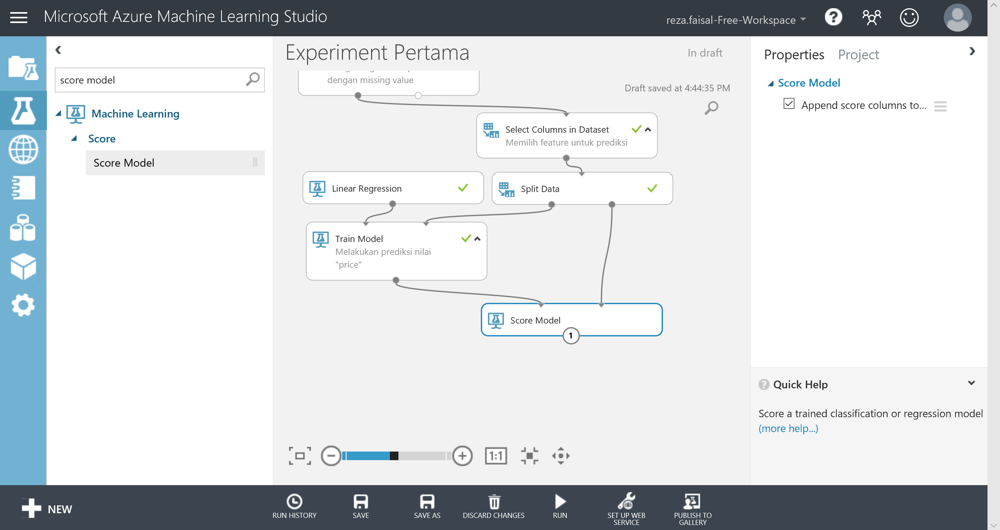 Microsoft Azure Machine Learning Studio
reza.faisal-Free-Workspace
score model
Machine Learning
Score
Score Model
Experiment Pertama
In draft
Draft saved at 4:44:35 PM
dengan missing value
Select Columns in Dataset
Memilih feature untuk prediksi
Linear Regression
Split Data
Train Model
Melakukan prediksi nilai
"price"
Score Model
1
1:1
Properties Project
Score Model
Append score columns to...
Quick Help
Score a trained classification or regression model
(more help...)
NEW
RUN HISTORY
SAVE
SAVE AS
DISCARD CHANGES
RUN
SET UP WEB
SERVICE
PUBLISH TO
GALLERY